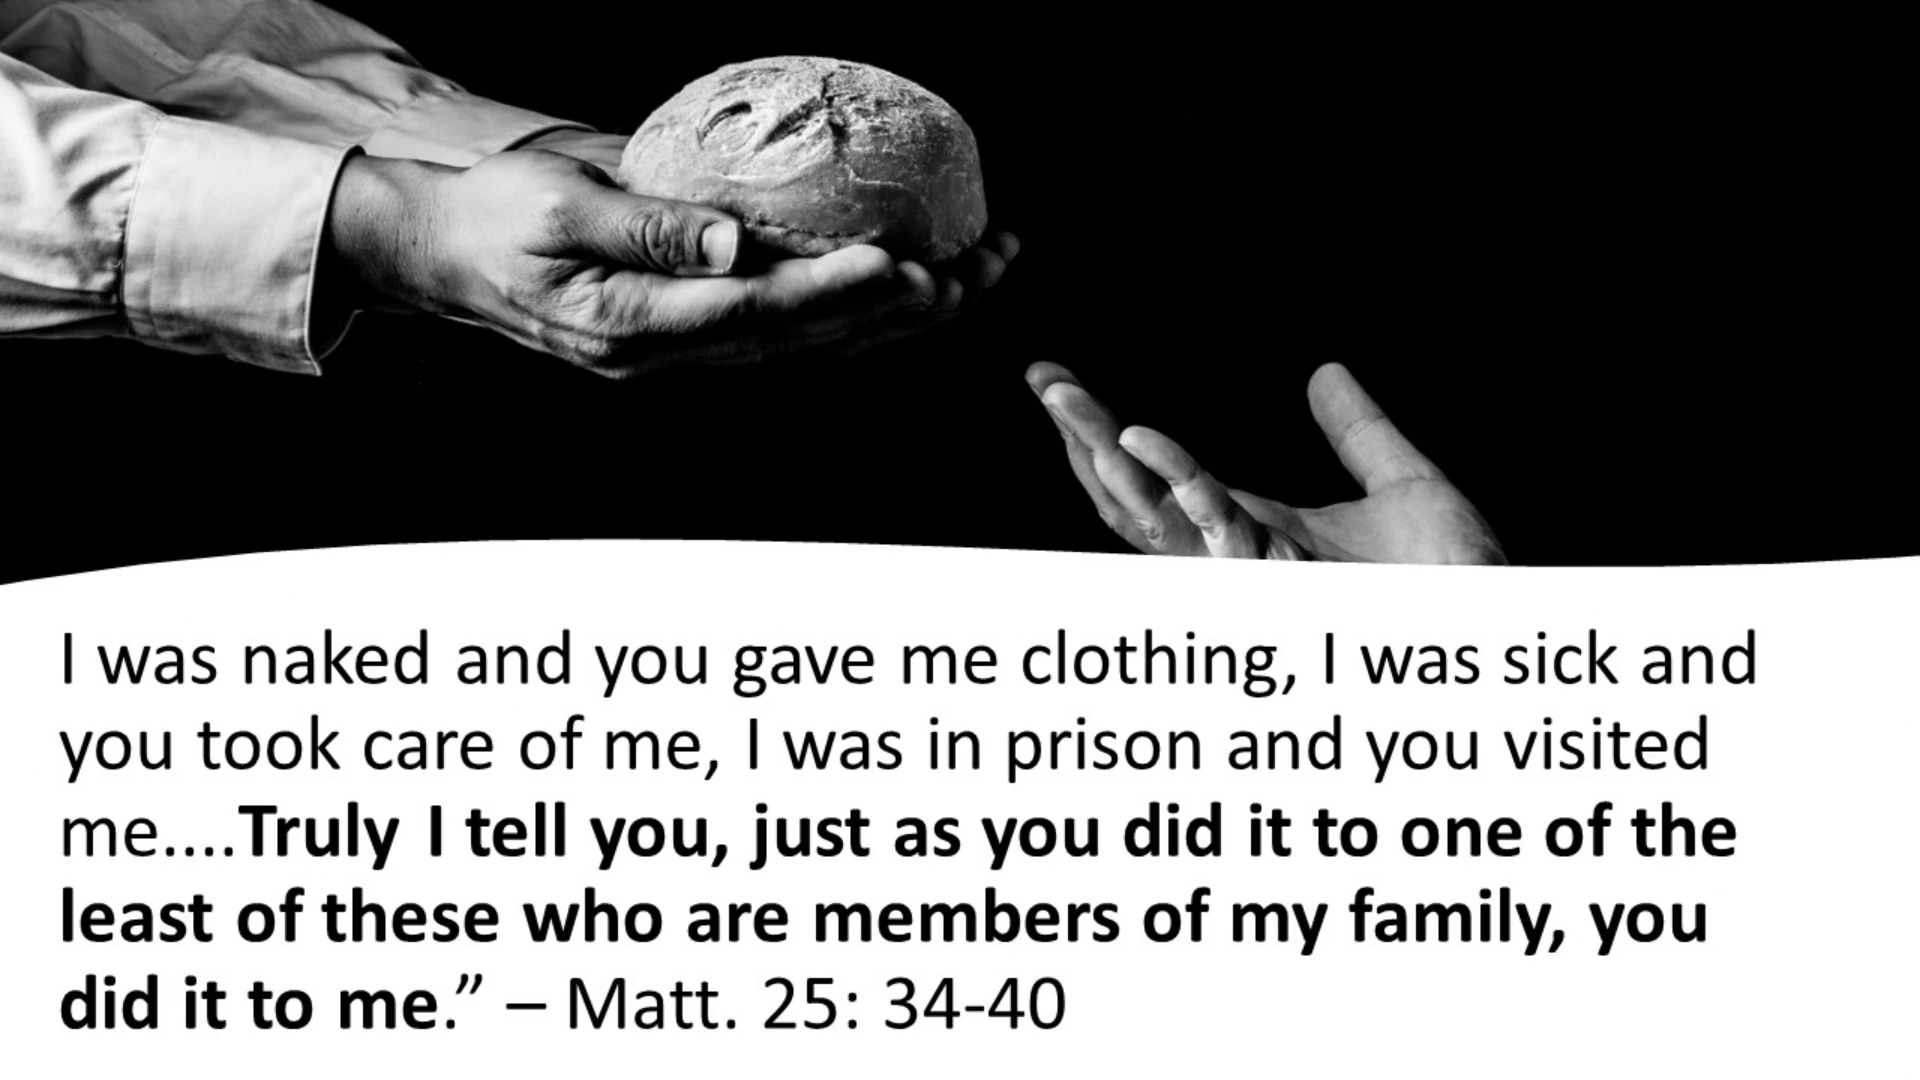 I was naked and you gave me clothing, I was sick and
you took care of me, I was in prison and you visited
me....Truly I tell you, just as you did it to one of the
least of these who are members of my family, you
did it to me.” – Matt. 25: 34-40